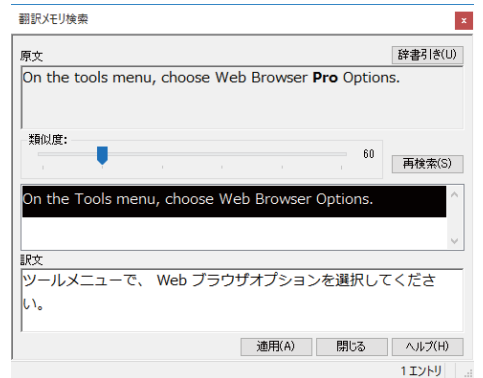 翻訳メモリ検索
x
原文
辞書引き(U)
On the tools menu, choose Web Browser Pro Options.
類似度:
60
再検索(S)
On the Tools menu, choose Web Browser Options.
訳文
ツールメニューで、 Web ブラウザオプションを選択してくださ
い。
適用(A) 閉じる ヘルプ(H)
1 エントリ